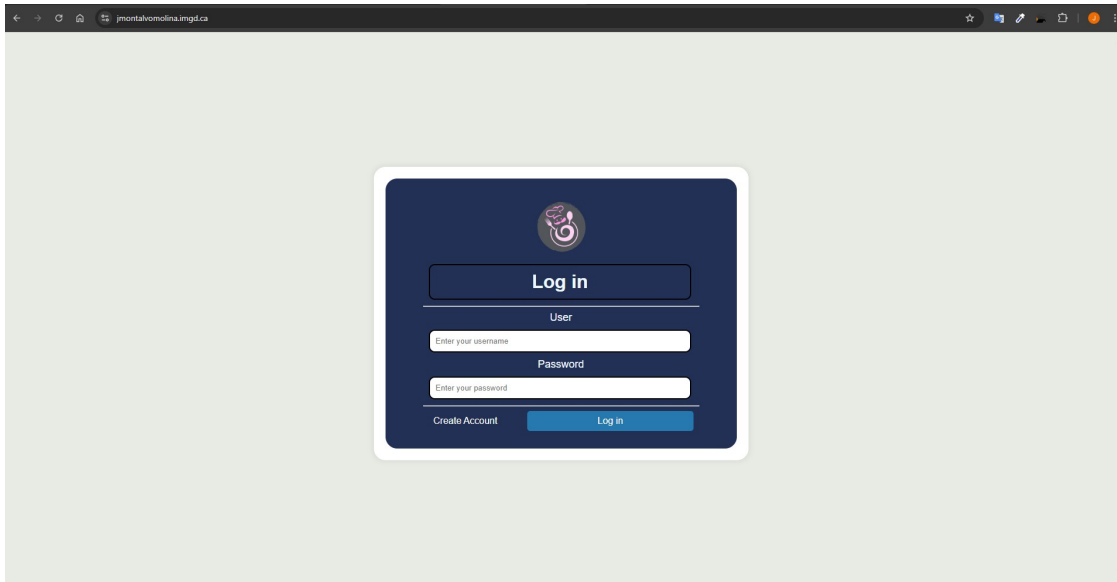 jmontalvomolina.imgd.ca
J
Log in
User
Enter your username
Password
Enter your password
Create Account
Log in